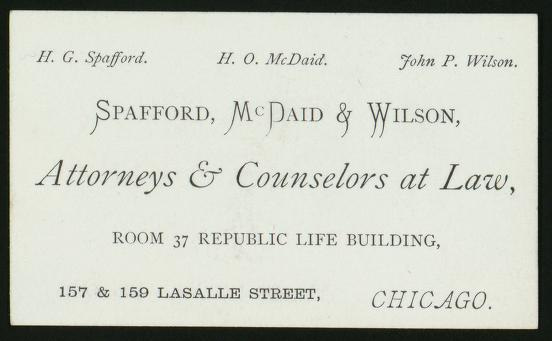 H. G. Spafford. H. O. McDaid. John P. Wilson.
SPAFFORD, McDAID & WILSON,
Attorneys & Counselors at Law,
ROOM 37 REPUBLIC LIFE BUILDING,
157 & 159 LASALLE STREET, CHICAGO.